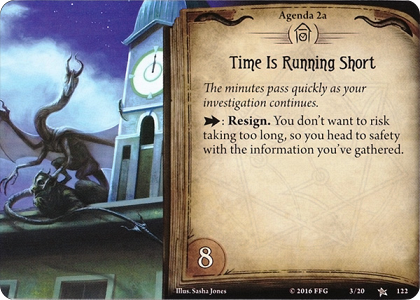 Agenda 2a
Time Is Running Short
The minutes pass quickly as your
investigation continues.
: Resign. You don't want to risk
taking too long, so you head to safety
with the information you've gathered.
8
Illus. Sasha Jones
© 2016 FFG
3/20
122